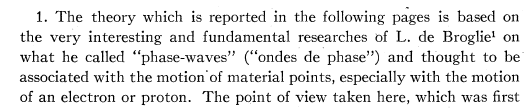 1. The theory which is reported in the following pages is based on
the very interesting and fundamental researches of L. de Broglie¹ on
what he called "phase-waves" ("ondes de phase") and thought to be
associated with the motion of material points, especially with the motion
of an electron or proton. The point of view taken here, which was first